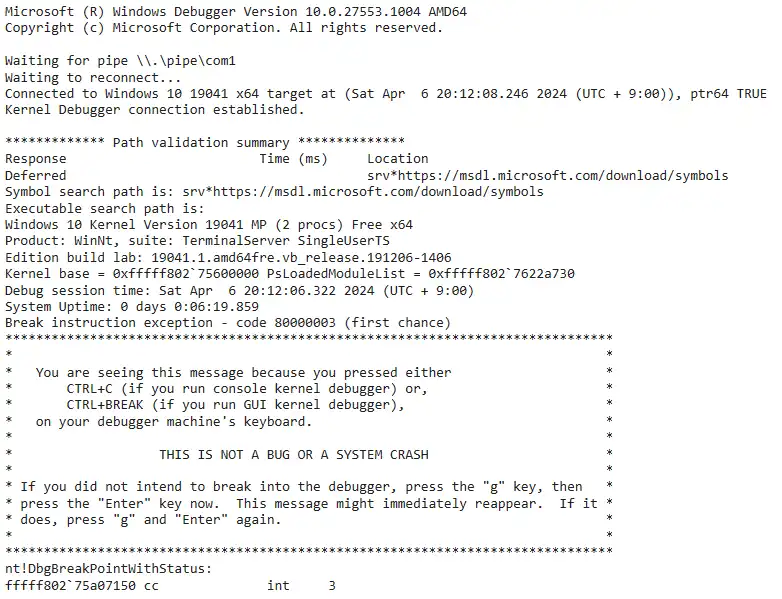 Microsoft (R) Windows Debugger Version 10.0.27553.1004 AMD64
Copyright (c) Microsoft Corporation. All rights reserved.

Waiting for pipe \\.\pipe\com1
Waiting to reconnect...
Connected to Windows 10 19041 x64 target at (Sat Apr  6 20:12:08.246 2024 (UTC + 9:00)), ptr64 TRUE
Kernel Debugger connection established.

************* Path validation summary **************
Response                         Time (ms)     Location
Deferred                                       srv*https://msdl.microsoft.com/download/symbols
Symbol search path is: srv*https://msdl.microsoft.com/download/symbols
Executable search path is:
Windows 10 Kernel Version 19041 MP (2 procs) Free x64
Product: WinNt, suite: TerminalServer SingleUserTS
Edition build lab: 19041.1.amd64fre.vb_release.191206-1406
Kernel base = 0xfffff802`75600000 PsLoadedModuleList = 0xfffff802`7622a730
Debug session time: Sat Apr  6 20:12:06.322 2024 (UTC + 9:00)
System Uptime: 0 days 0:06:19.859
Break instruction exception - code 80000003 (first chance)
*******************************************************************************
*                                                                             *
*   You are seeing this message because you pressed either                    *
*       CTRL+C (if you run console kernel debugger) or,                       *
*       CTRL+BREAK (if you run GUI kernel debugger),                          *
*   on your debugger machine's keyboard.                                      *
*                                                                             *
*                   THIS IS NOT A BUG OR A SYSTEM CRASH                       *
*                                                                             *
* If you did not intend to break into the debugger, press the "g" key, then   *
* press the "Enter" key now.  This message might immediately reappear.  If it *
* does, press "g" and "Enter" again.                                          *
*                                                                             *
*******************************************************************************
nt!DbgBreakPointWithStatus:
fffff802`75a07150 cc              int     3